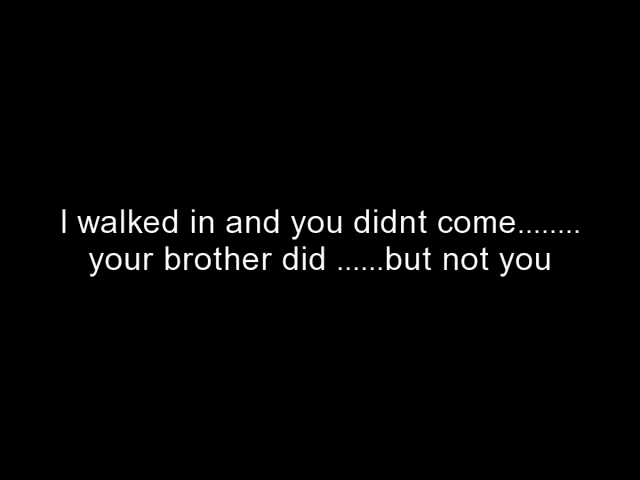 I walked in and you didnt come........
your brother did ......but not you